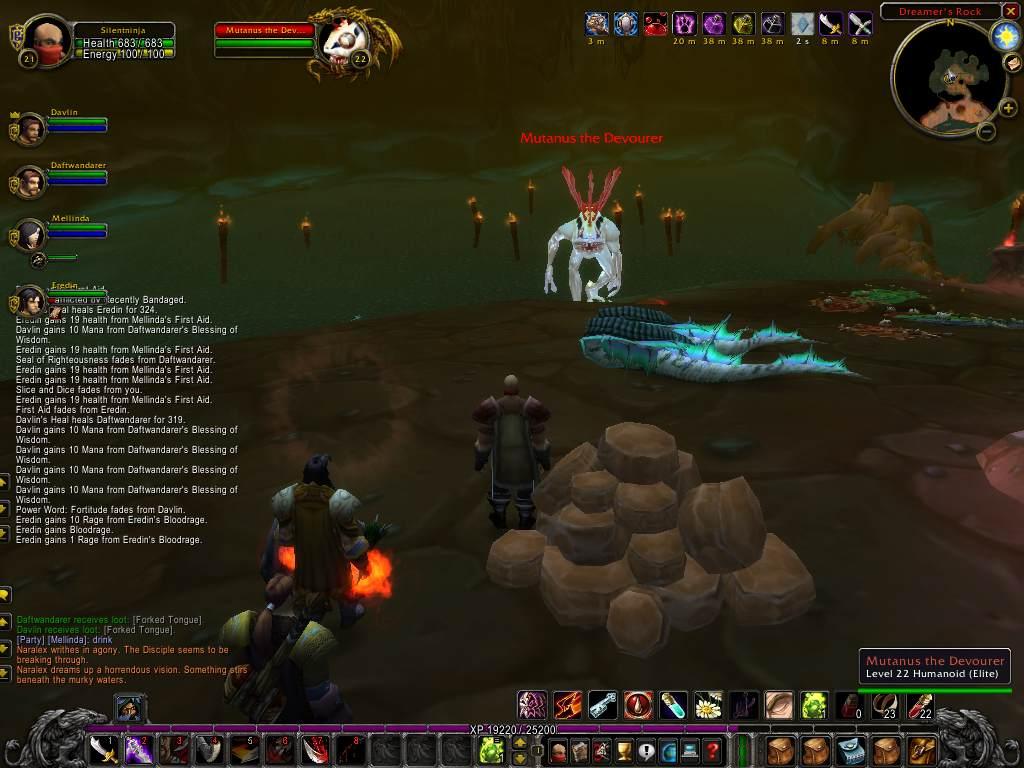 Silentninja
Health 683/683
Energy 100/100
21
Mutanus the Dev...
22
3 m
20 m 38 m 38 m 38 m 2 s 8 m 8 m
Dreamer's Rock
N
Davlin
Daftwandarer
Mellinda
Eredin
Mutanus the Devourer
Recently Bandaged.
heals Eredin for 324.
Eredin gains 19 health from Mellinda's First Aid.
Davlin gains 10 Mana from Daftwandarer's Blessing of
Wisdom.
Eredin gains 19 health from Mellinda's First Aid.
Seal of Righteousness fades from Daftwandarer.
Eredin gains 19 health from Mellinda's First Aid.
Eredin gains 19 health from Mellinda's First Aid.
Slice and Dice fades from you.
Eredin gains 19 health from Mellinda's First Aid.
First Aid fades from Eredin.
Davlin's Heal heals Daftwandarer for 319.
Davlin gains 10 Mana from Daftwandarer's Blessing of
Wisdom.
Davlin gains 10 Mana from Daftwandarer's Blessing of
Wisdom.
Davlin gains 10 Mana from Daftwandarer's Blessing of
Wisdom.
Davlin gains 10 Mana from Daftwandarer's Blessing of
Wisdom.
Power Word: Fortitude fades from Davlin.
Eredin gains 10 Rage from Eredin's Bloodrage.
Eredin gains Bloodrage.
Eredin gains 1 Rage from Eredin's Bloodrage.
Daftwandarer receives loot: [Forked Tongue].
Davlin receives loot: [Forked Tongue].
[Party] [Mellinda]: drink
Naralex writhes in agony. The Disciple seems to be
breaking through.
Naralex dreams up a horrendous vision. Something stirs
beneath the murky waters.
Mutanus the Devourer
Level 22 Humanoid (Elite)
0 23 22
XP 19220 / 25200